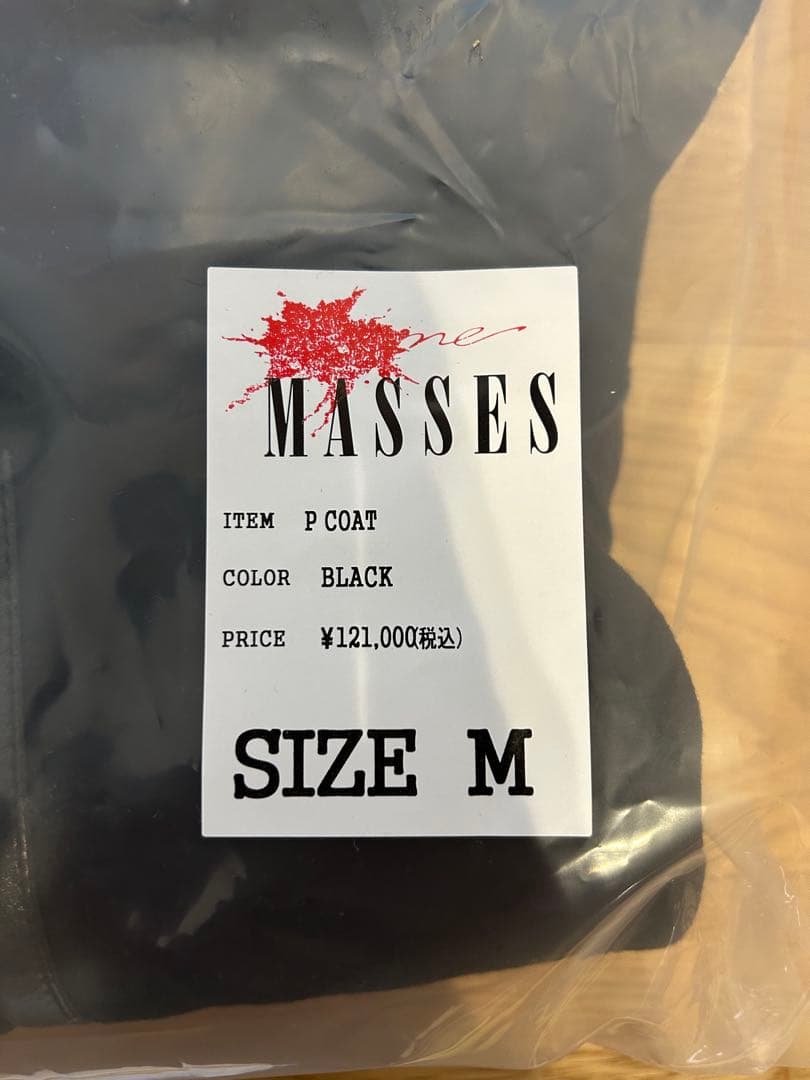 MASSES
ITEM P COAT
COLOR BLACK
PRICE ¥121,000(税込)
SIZE M